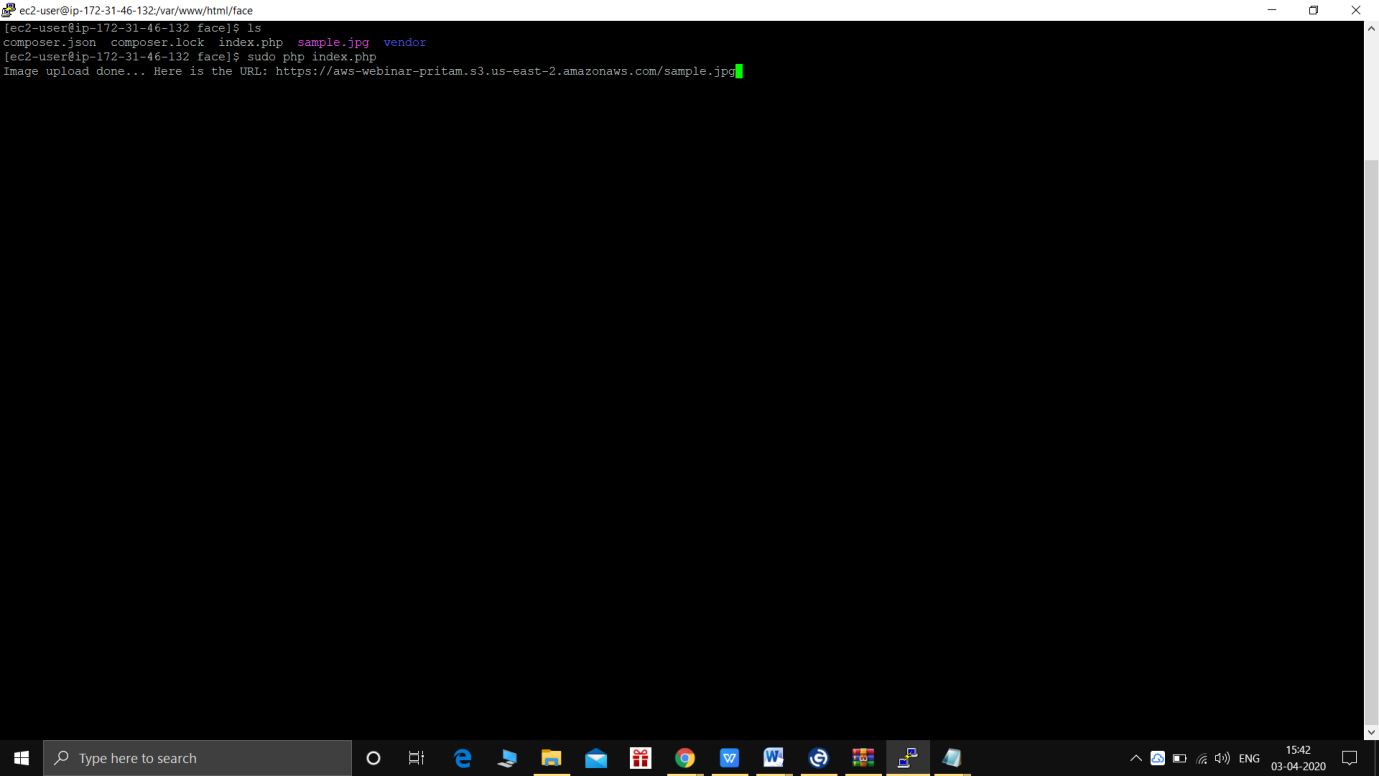 ec2-user@ip-172-31-46-132:/var/www/html/face
[ec2-user@ip-172-31-46-132 face]$ ls
composer.json  composer.lock  index.php  sample.jpg  vendor
[ec2-user@ip-172-31-46-132 face]$ sudo php index.php
Image upload done... Here is the URL: https://aws-webinar-pritam.s3.us-east-2.amazonaws.com/sample.jpg
Type here to search
W
W
G
ENG
15:42
03-04-2020